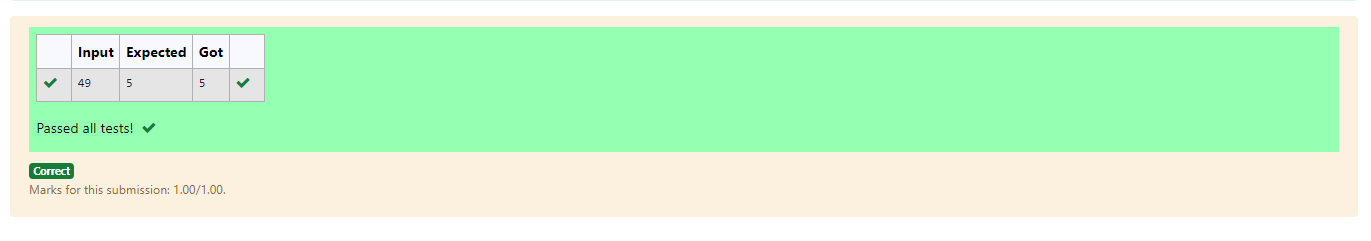 Input Expected Got
49 5 5
Passed all tests!
Correct
Marks for this submission: 1.00/1.00.